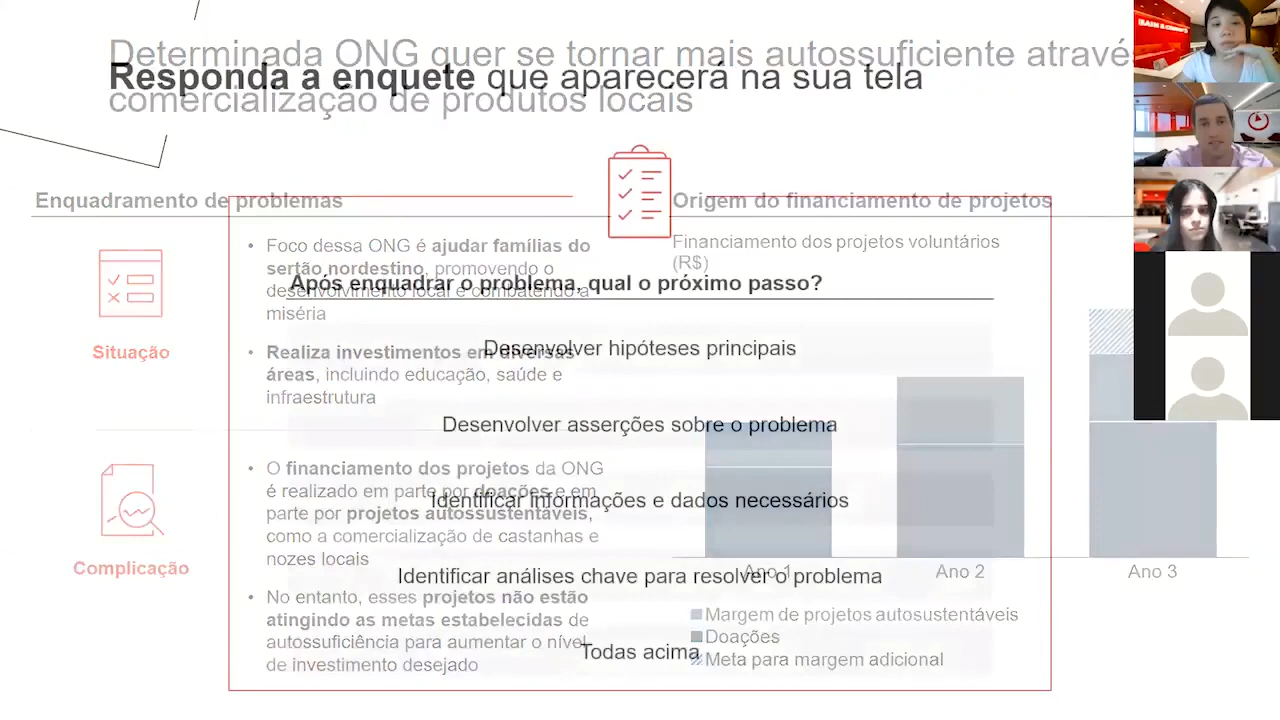 Determinada ONG quer se tornar mais autossuficiente através
comercialização de produtos locais
Responda a enquete que aparecerá na sua tela
Enquadramento de problemas
Situação
• Foco dessa ONG é ajudar famílias do
sertão nordestino, promovendo o
desenvolvimento local e combatendo a
miséria
• Realiza investimentos em diversas
áreas, incluindo educação, saúde e
infraestrutura
Complicação
• O financiamento dos projetos da ONG
é realizado em parte por doações e em
parte por projetos autossustentáveis,
como a comercialização de castanhas e
nozes locais
• No entanto, esses projetos não estão
atingindo as metas estabelecidas de
autossuficiência para aumentar o nível
de investimento desejado
Origem do financiamento de projetos
Financiamento dos projetos voluntários
(R$)
Ano 1
Ano 2
Ano 3
Margem de projetos autosustentáveis
Doações
Meta para margem adicional
Após enquadrar o problema, qual o próximo passo?
Desenvolver hipóteses principais
Desenvolver asserções sobre o problema
Identificar informações e dados necessários
Identificar análises chave para resolver o problema
Todas acima